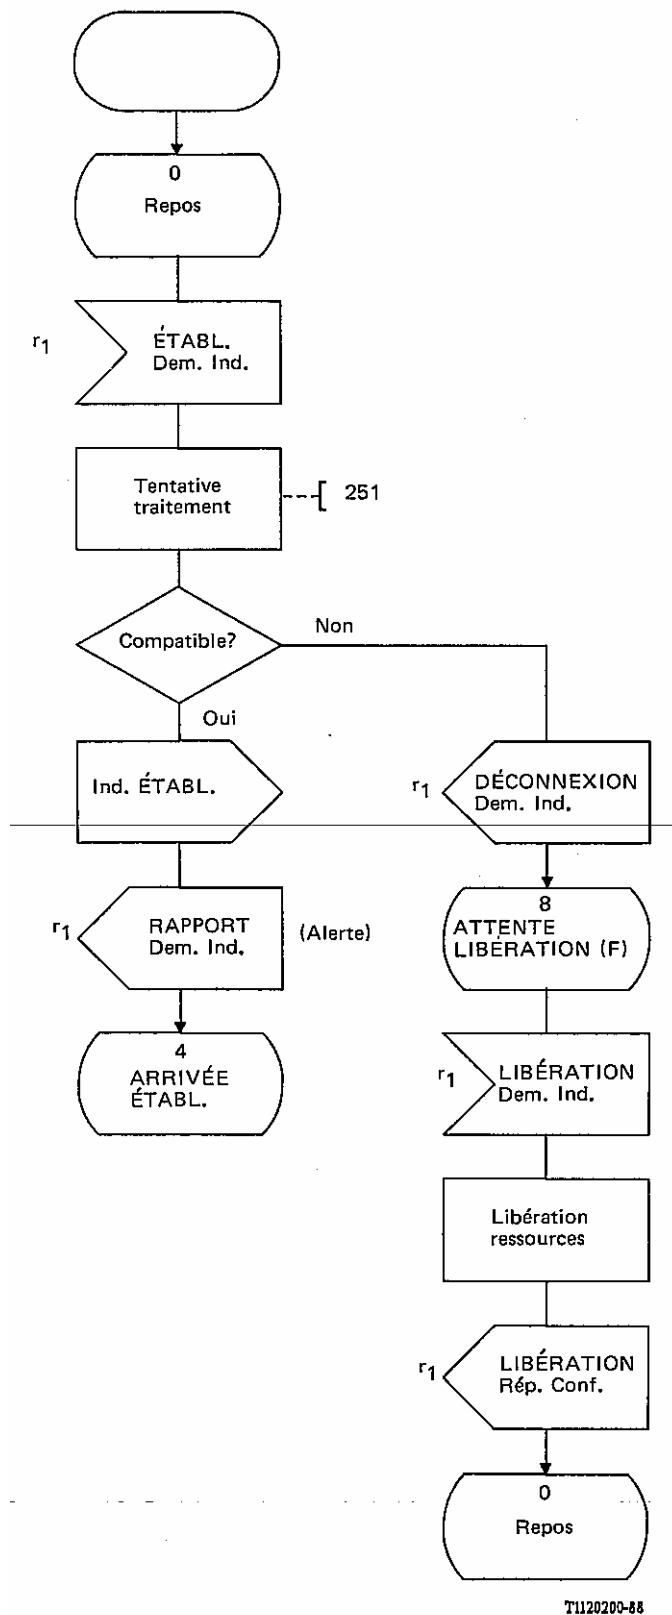 0
Repos
r1
ÉTABL.
Dem. Ind.
Tentative
traitement
251
Compatible?
Non
Oui
Ind. ÉTABL.
r1
DÉCONNEXION
Dem. Ind.
r1
RAPPORT
Dem. Ind.
(Alerte)
8
ATTENTE
LIBÉRATION (F)
4
ARRIVÉE
ÉTABL.
r1
LIBÉRATION
Dem. Ind.
Libération
ressources
r1
LIBÉRATION
Rép. Conf.
0
Repos
T1120200-88